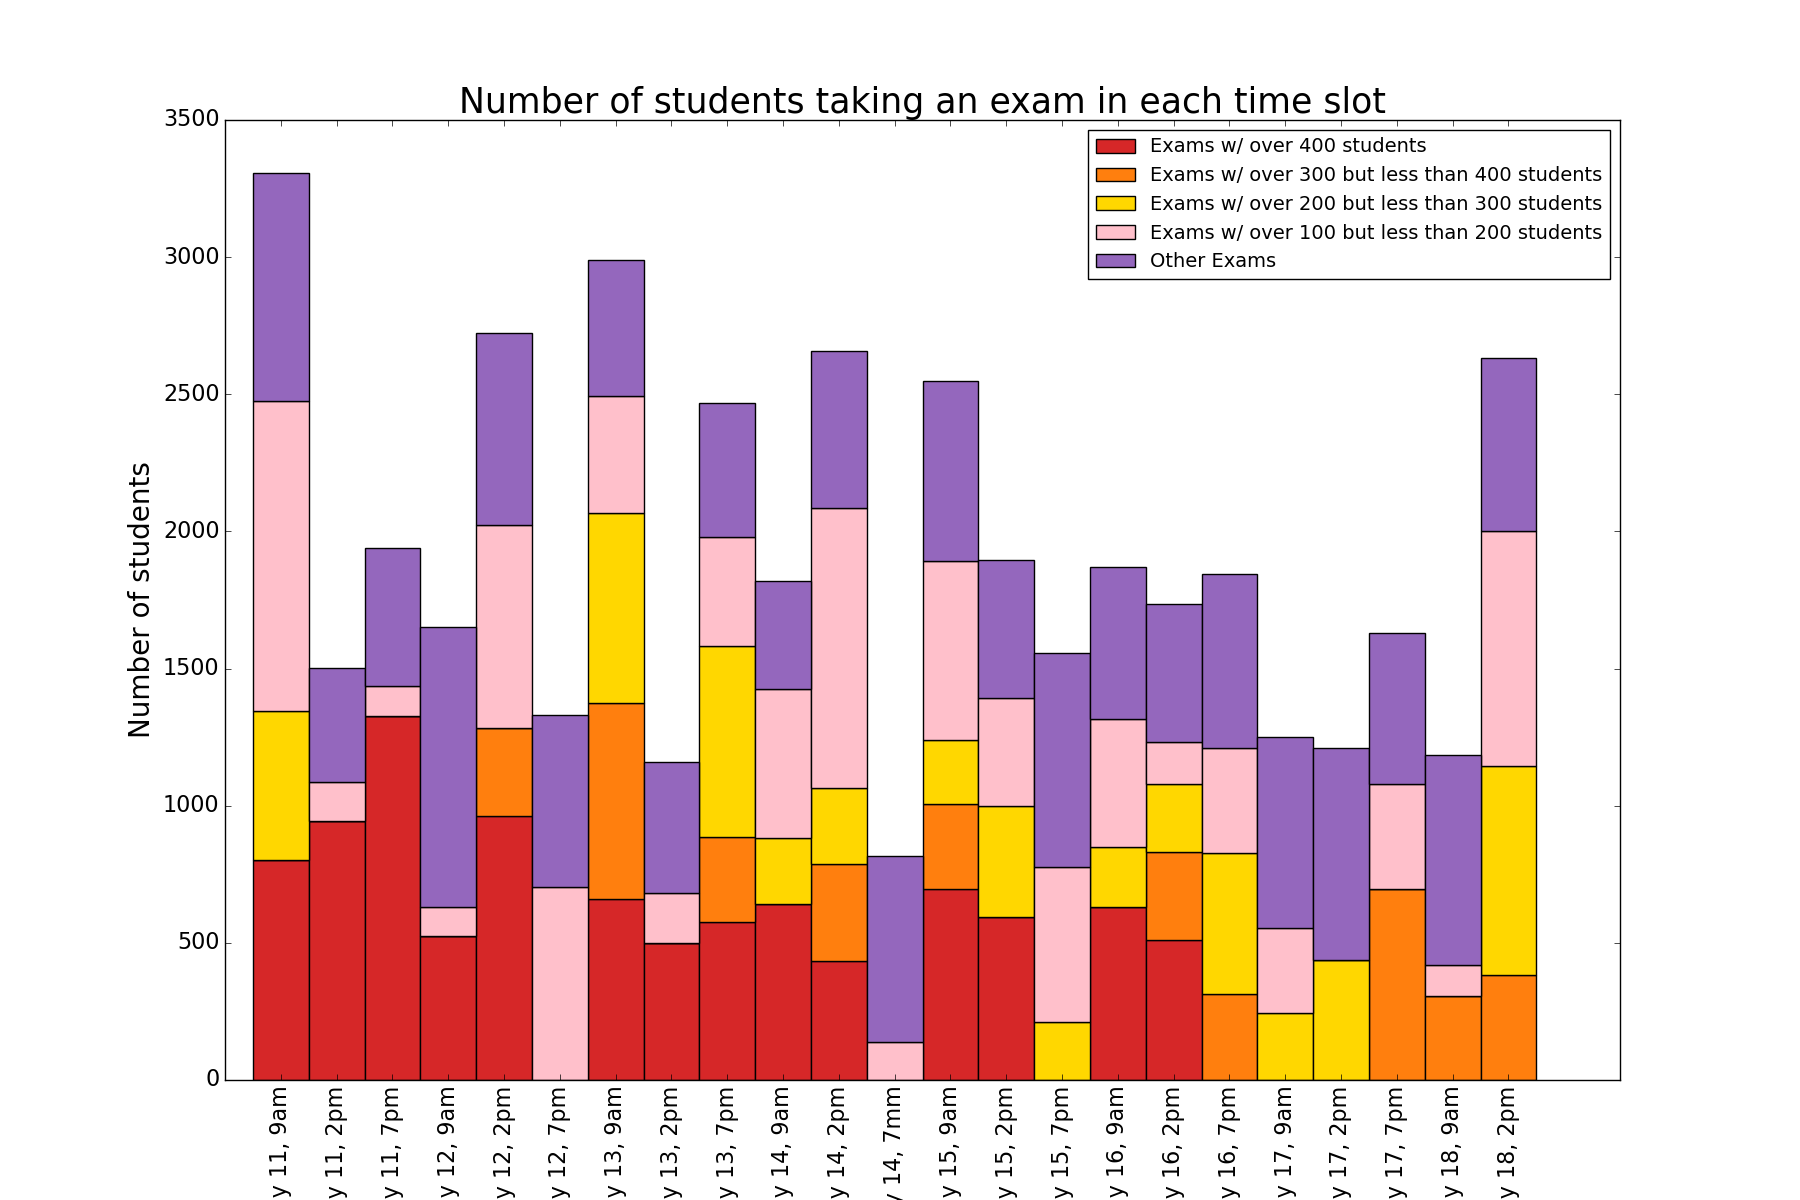 Number of students taking an exam in each time slot
3500
3000
2500
2000
1500
1000
500
0
Number of students
Exams w/ over 400 students
Exams w/ over 300 but less than 400 students
Exams w/ over 200 but less than 300 students
Exams w/ over 100 but less than 200 students
Other Exams
y 11, 9am
y 11, 2pm
y 11, 7pm
y 12, 9am
y 12, 2pm
y 12, 7pm
y 13, 9am
y 13, 2pm
y 13, 7pm
y 14, 9am
y 14, 2pm
y 14, 7mm
y 15, 9am
y 15, 2pm
y 15, 7pm
y 16, 9am
y 16, 2pm
y 16, 7pm
y 17, 9am
y 17, 2pm
y 17, 7pm
y 18, 9am
y 18, 2pm